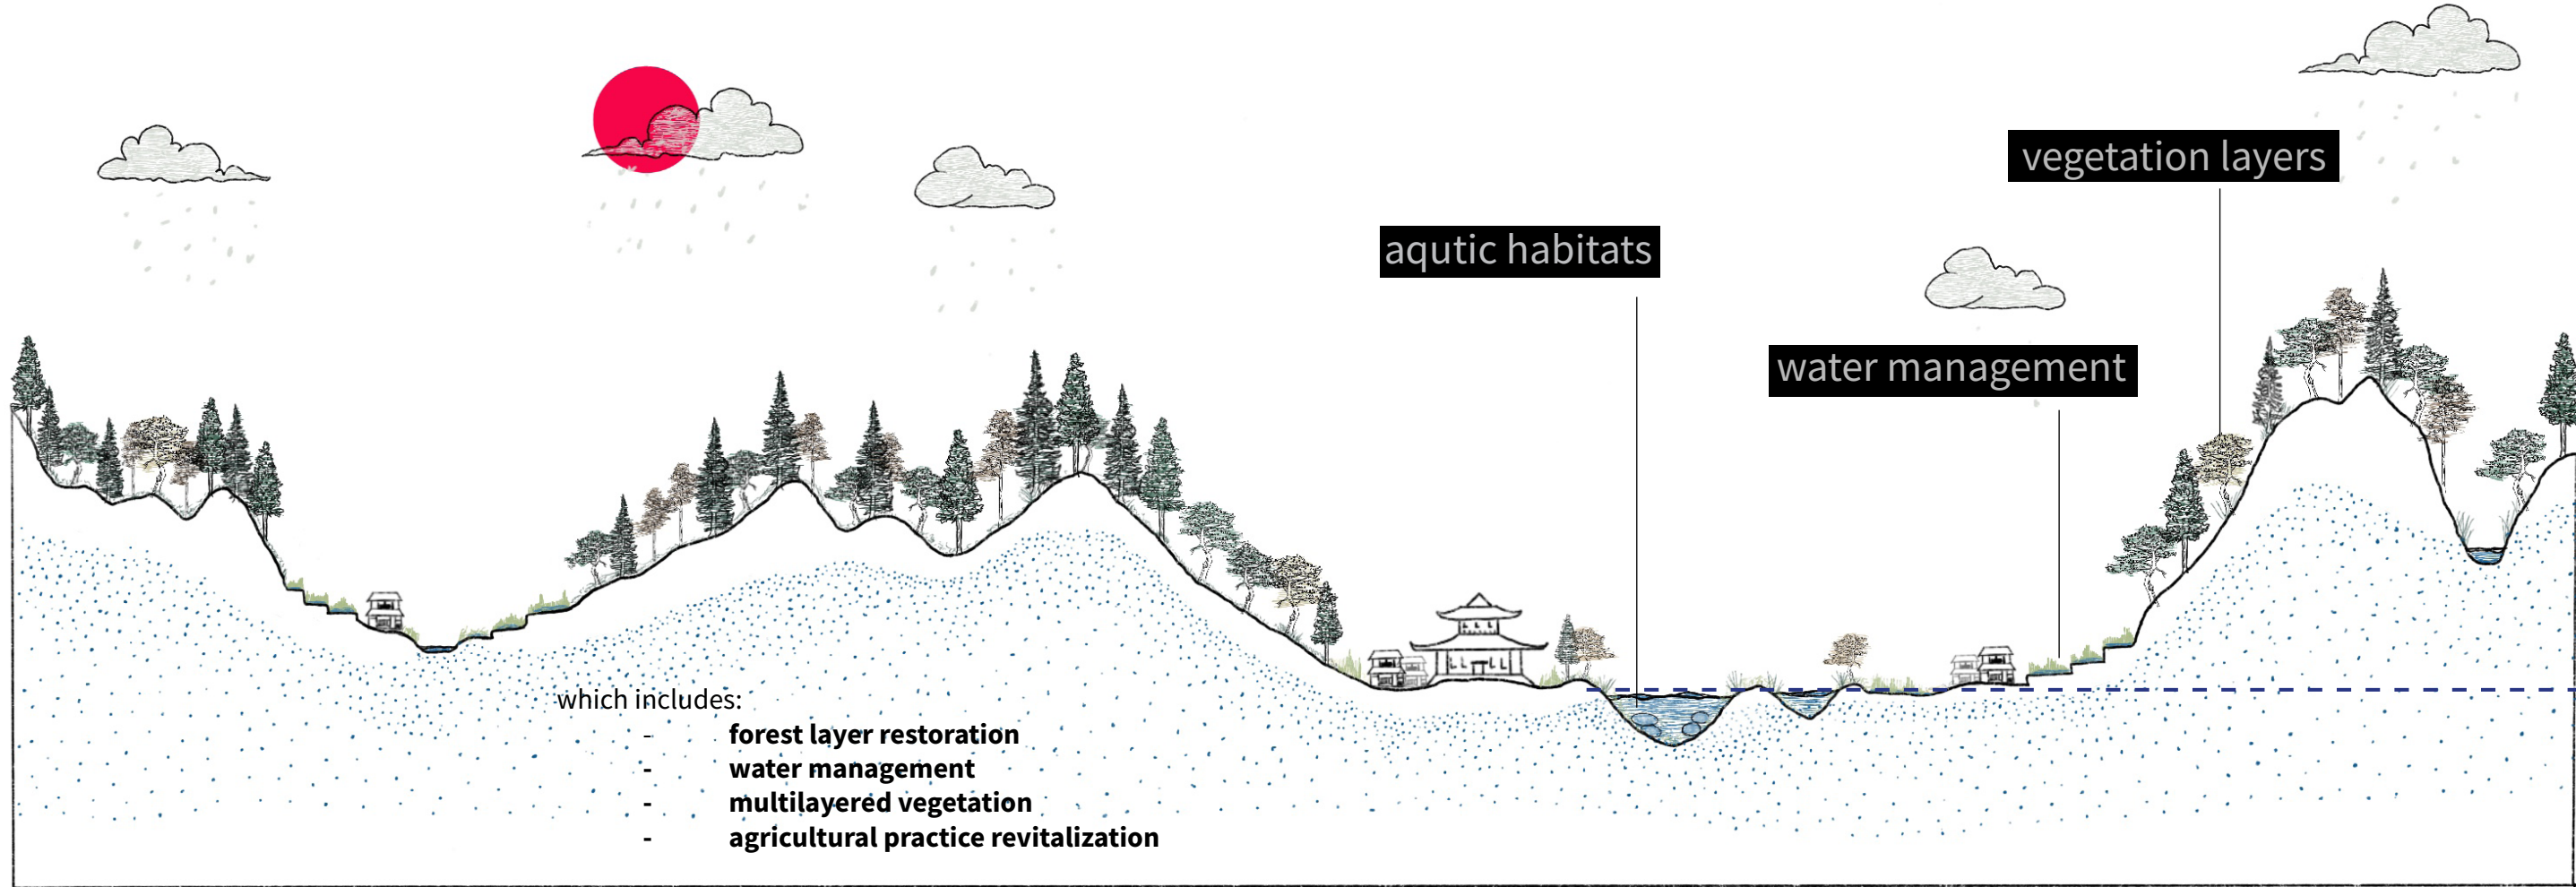 vegetation layers
aqutic habitats
water management
which includes:
- forest layer restoration
- water management
- multilayered vegetation
- agricultural practice revitalization